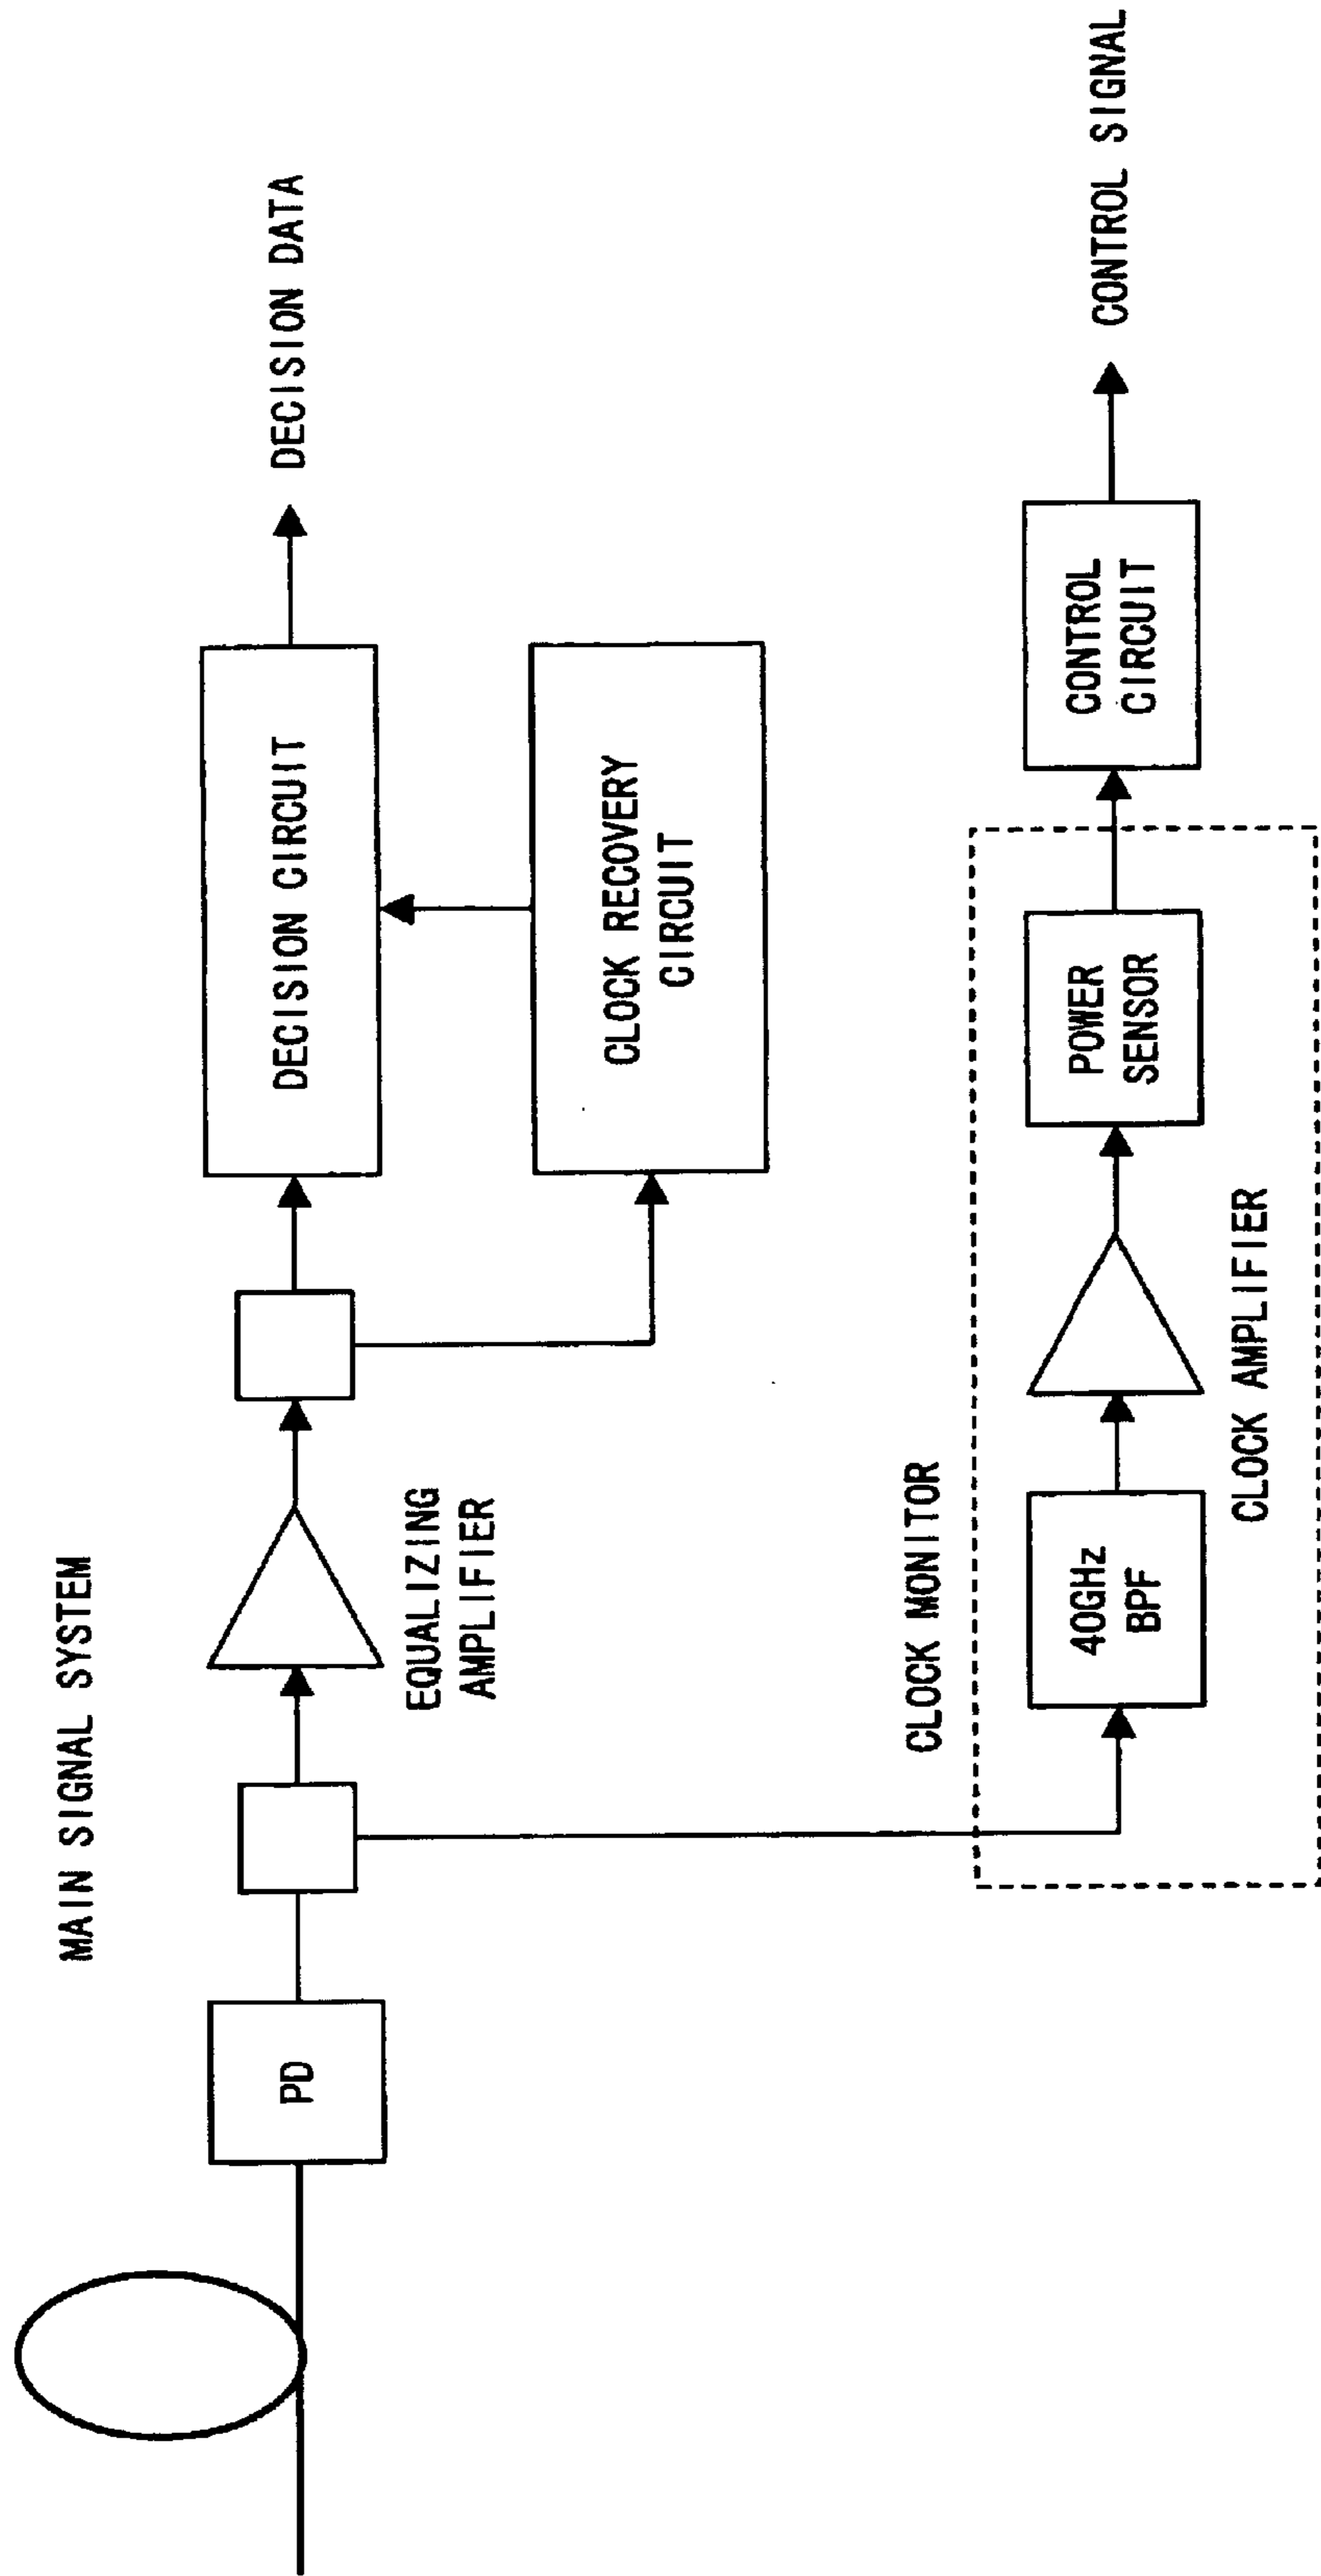 MAIN SIGNAL SYSTEM
PD
EQUALIZING
AMPLIFIER
DECISION CIRCUIT
DECISION DATA
CLOCK RECOVERY
CIRCUIT
CLOCK MONITOR
40GHz
BPF
CLOCK AMPLIFIER
POWER
SENSOR
CONTROL
CIRCUIT
CONTROL SIGNAL